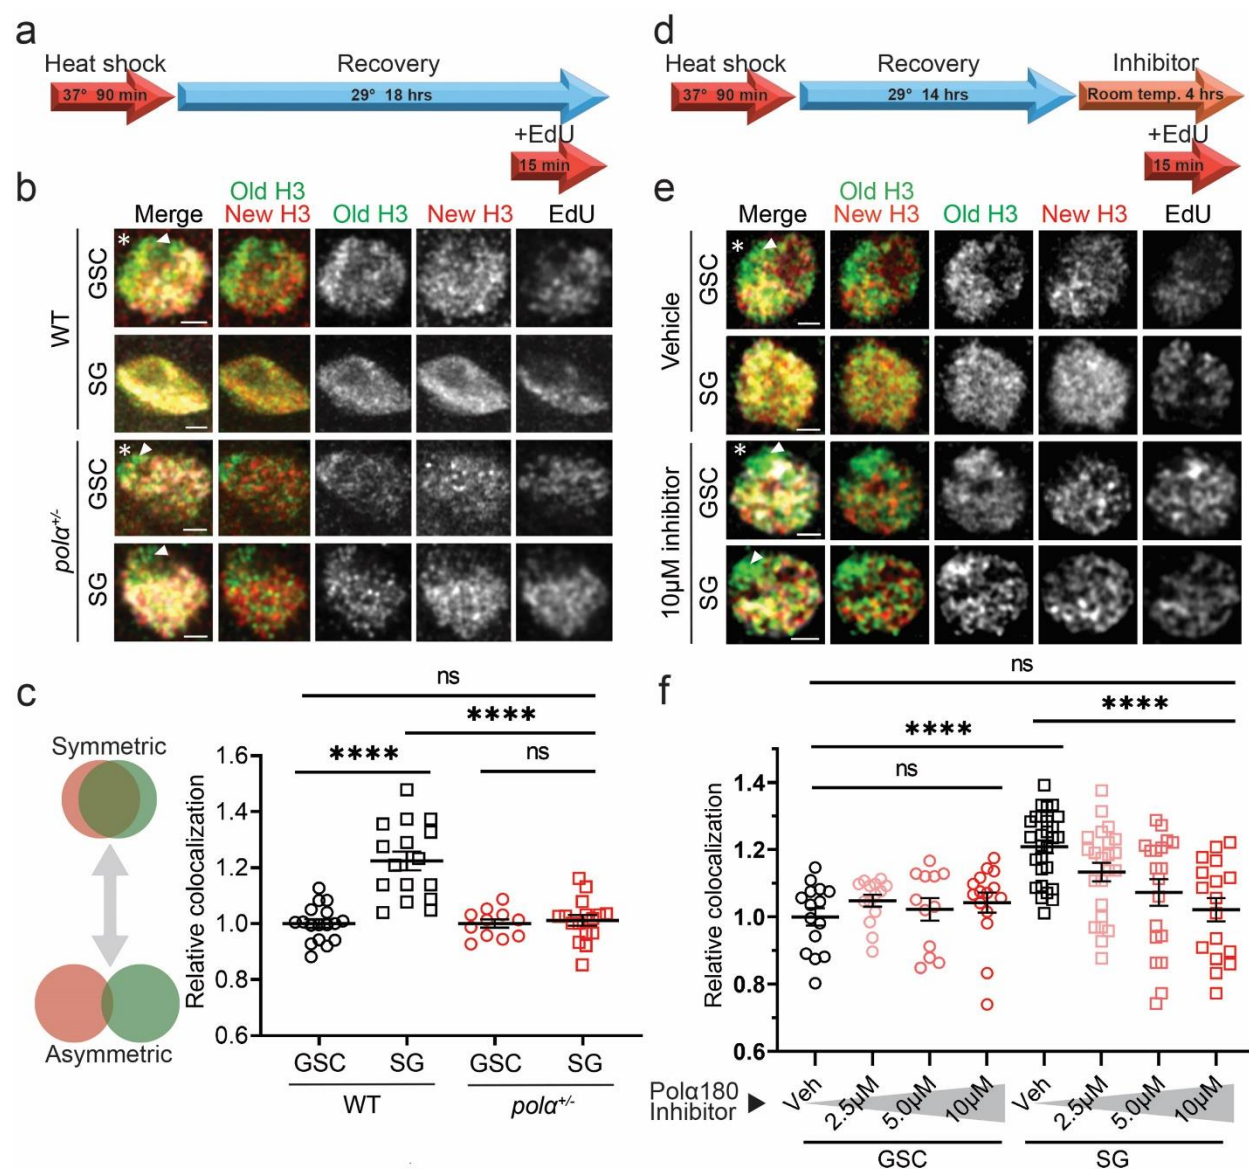 a
Heat shock
Recovery
37° 90 min
29° 18 hrs
+EdU
15 min
b
Old H3
Merge
New H3
Old H3
New H3
EdU
WT
GSC
*
SG
polα+/-
GSC
*
SG
c
ns
****
****
ns
Symmetric
Asymmetric
Relative colocalization
1.6
1.4
1.2
1.0
0.8
0.6
GSC
SG
GSC
SG
WT
polα+/-
d
Heat shock
Recovery
Inhibitor
37° 90 min
29° 14 hrs
Room temp. 4 hrs
+EdU
15 min
e
Old H3
Merge
New H3
Old H3
New H3
EdU
Vehicle
GSC
*
SG
10µM inhibitor
GSC
*
SG
f
ns
****
****
ns
Relative colocalization
1.4
1.2
1.0
0.8
0.6
Polα180
Inhibitor
Veh
2.5µM
5.0µM
10µM
Veh
2.5µM
5.0µM
10µM
GSC
SG